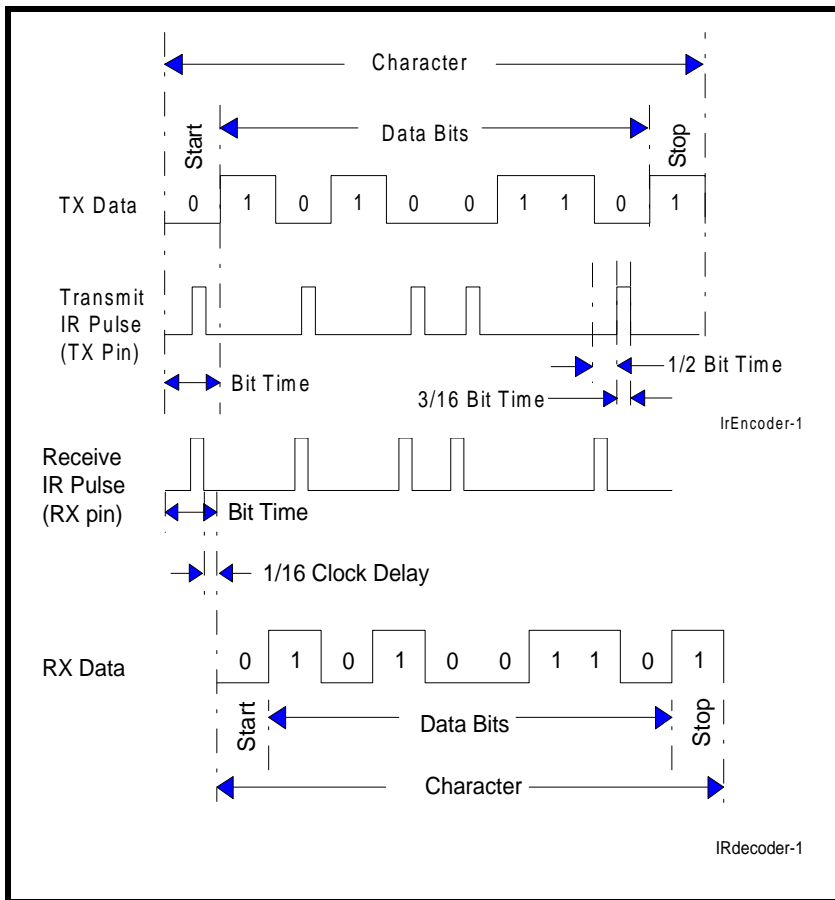 Character
Start
Data Bits
Stop
TX Data
0 1 0 1 0 0 1 1 0 1
Transmit
IR Pulse
(TX Pin)
Bit Time
1/2 Bit Time
3/16 Bit Time
IrEncoder-1
Receive
IR Pulse
(RX pin)
Bit Time
1/16 Clock Delay
RX Data
0 1 0 1 0 0 1 1 0 1
Start
Data Bits
Stop
Character
IRdecoder-1